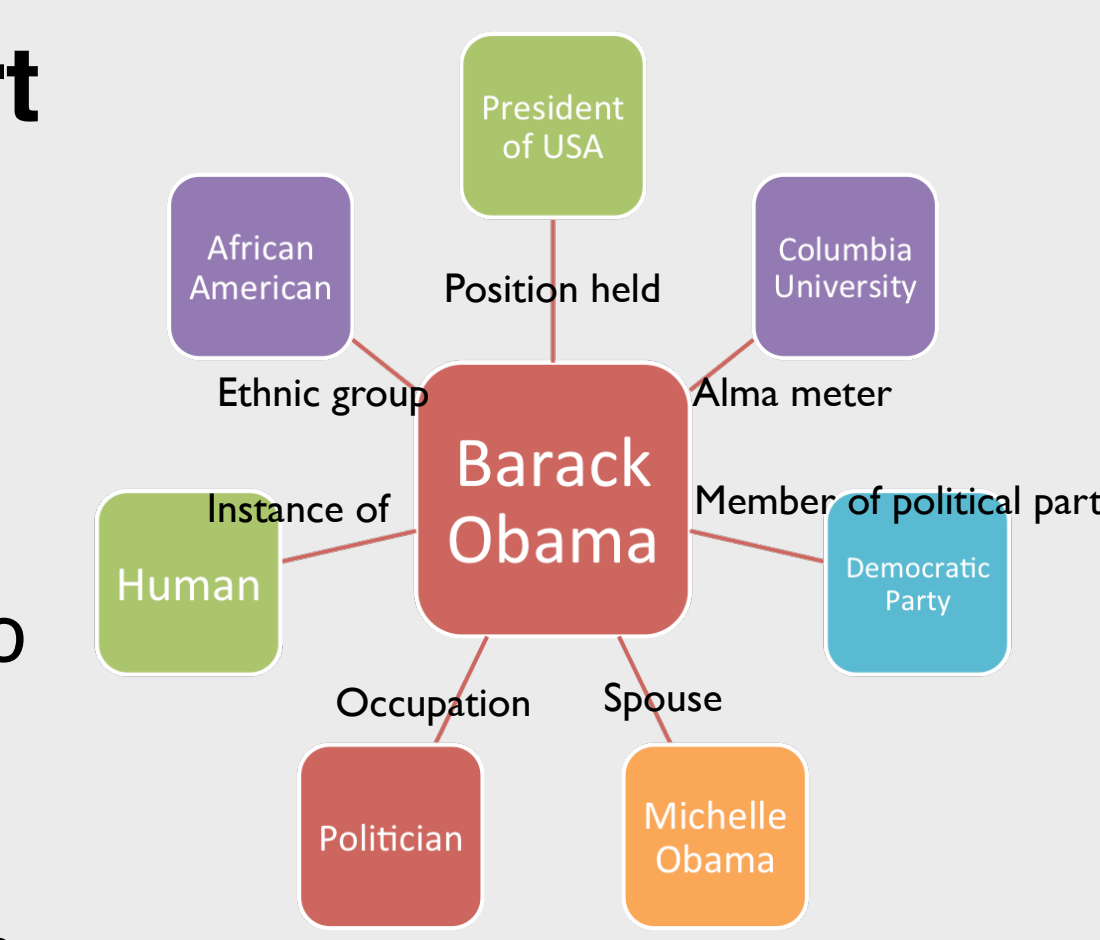 rt
President
of USA
African
American
Columbia
University
Position held
Ethnic group
Alma meter
Barack
Obama
Instance of
Member of political part
Human
Democratic
Party
o
Occupation
Spouse
Politician
Michelle
Obama